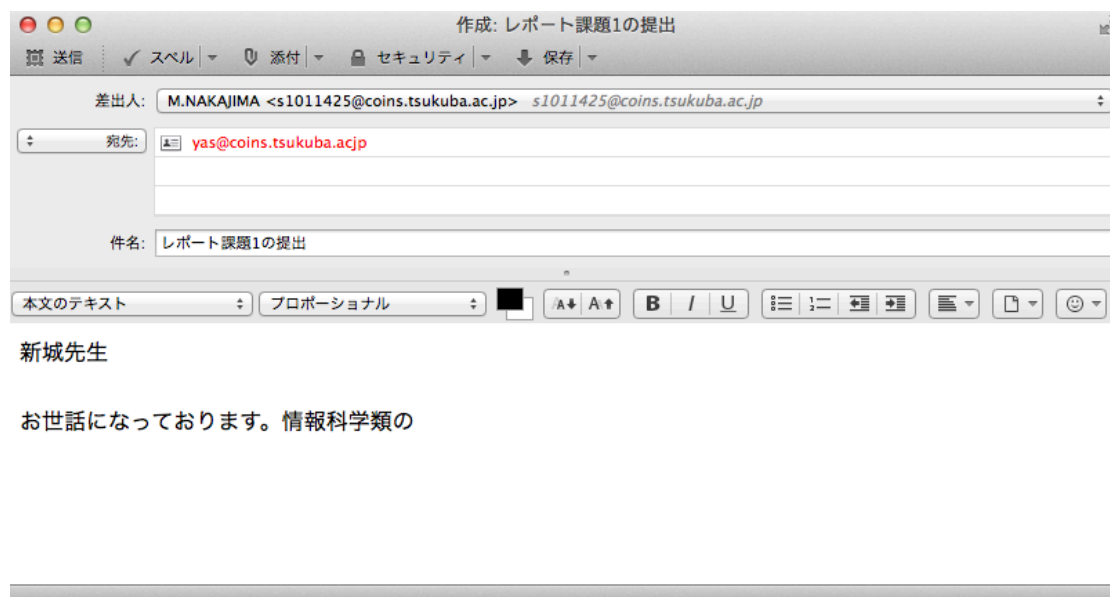 作成: レポート課題1の提出
送信 スペル 添付 セキュリティ 保存
差出人: M.NAKAJIMA <s1011425@coins.tsukuba.ac.jp> s1011425@coins.tsukuba.ac.jp
宛先: yas@coins.tsukuba.acjp
件名: レポート課題1の提出
本文のテキスト プロポーショナル A A B I U
新城先生
お世話になっております。情報科学類の